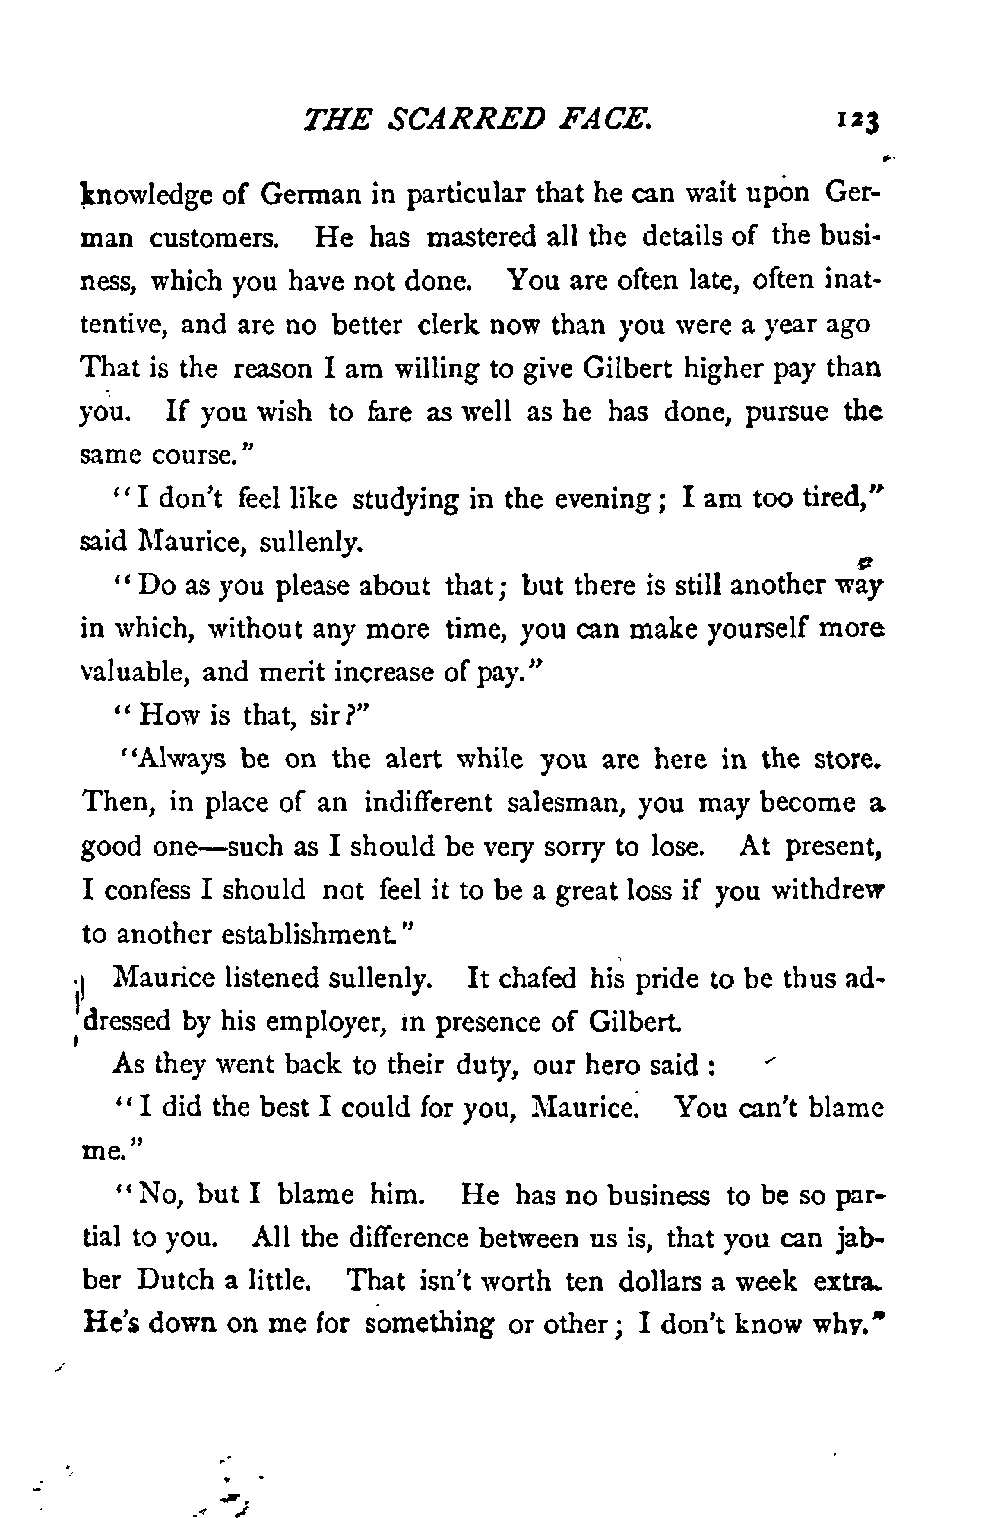 THE SCARRED FACE. 123
knowledge of German in particular that he can wait upon Ger-
man customers. He has mastered all the details of the busi-
ness, which you have not done. You are often late, often inat-
tentive, and are no better clerk now than you were a year ago
That is the reason I am willing to give Gilbert higher pay than
you. If you wish to fare as well as he has done, pursue the
same course."
"I don't feel like studying in the evening; I am too tired,"
said Maurice, sullenly.
"Do as you please about that; but there is still another way
in which, without any more time, you can make yourself more
valuable, and merit increase of pay."
"How is that, sir?"
"Always be on the alert while you are here in the store.
Then, in place of an indifferent salesman, you may become a
good one—such as I should be very sorry to lose. At present,
I confess I should not feel it to be a great loss if you withdrew
to another establishment."
Maurice listened sullenly. It chafed his pride to be thus ad-
dressed by his employer, in presence of Gilbert.
As they went back to their duty, our hero said:
"I did the best I could for you, Maurice. You can't blame
me."
"No, but I blame him. He has no business to be so par-
tial to you. All the difference between us is, that you can jab-
ber Dutch a little. That isn't worth ten dollars a week extra.
He's down on me for something or other; I don't know why."